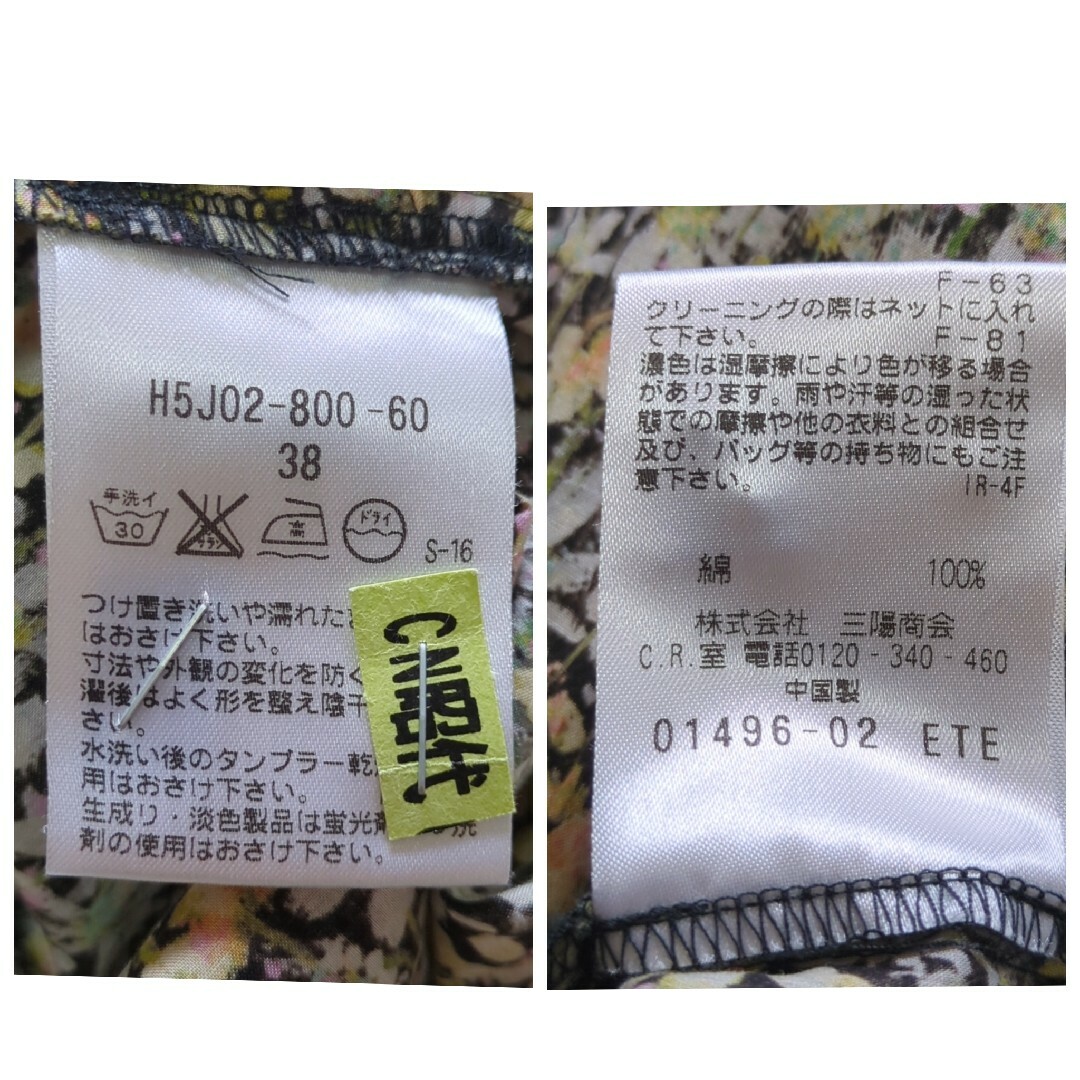 H5J02-800-60
38
手洗イ
30
高
ドライ
S-16
つけ置き洗いや濡れた
はおさけ下さい。
寸法や外観の変化を防ぐ
濯後はよく形を整え陰干
さい。
水洗い後のタンブラー乾
用はおさけ下さい。
生成り・淡色製品は蛍光剤
剤の使用はおさけ下さい。
F-63
クリーニングの際はネットに入れ
て下さい。 F-81
濃色は湿摩擦により色が移る場合
があります。雨や汗等の湿った状
態での摩擦や他の衣料との組合せ
及び、バッグ等の持ち物にもご注
意下さい。 IR-4F
綿 100%
株式会社 三陽商会
C.R.室 電話0120-340-460
中国製
01496-02 ETE